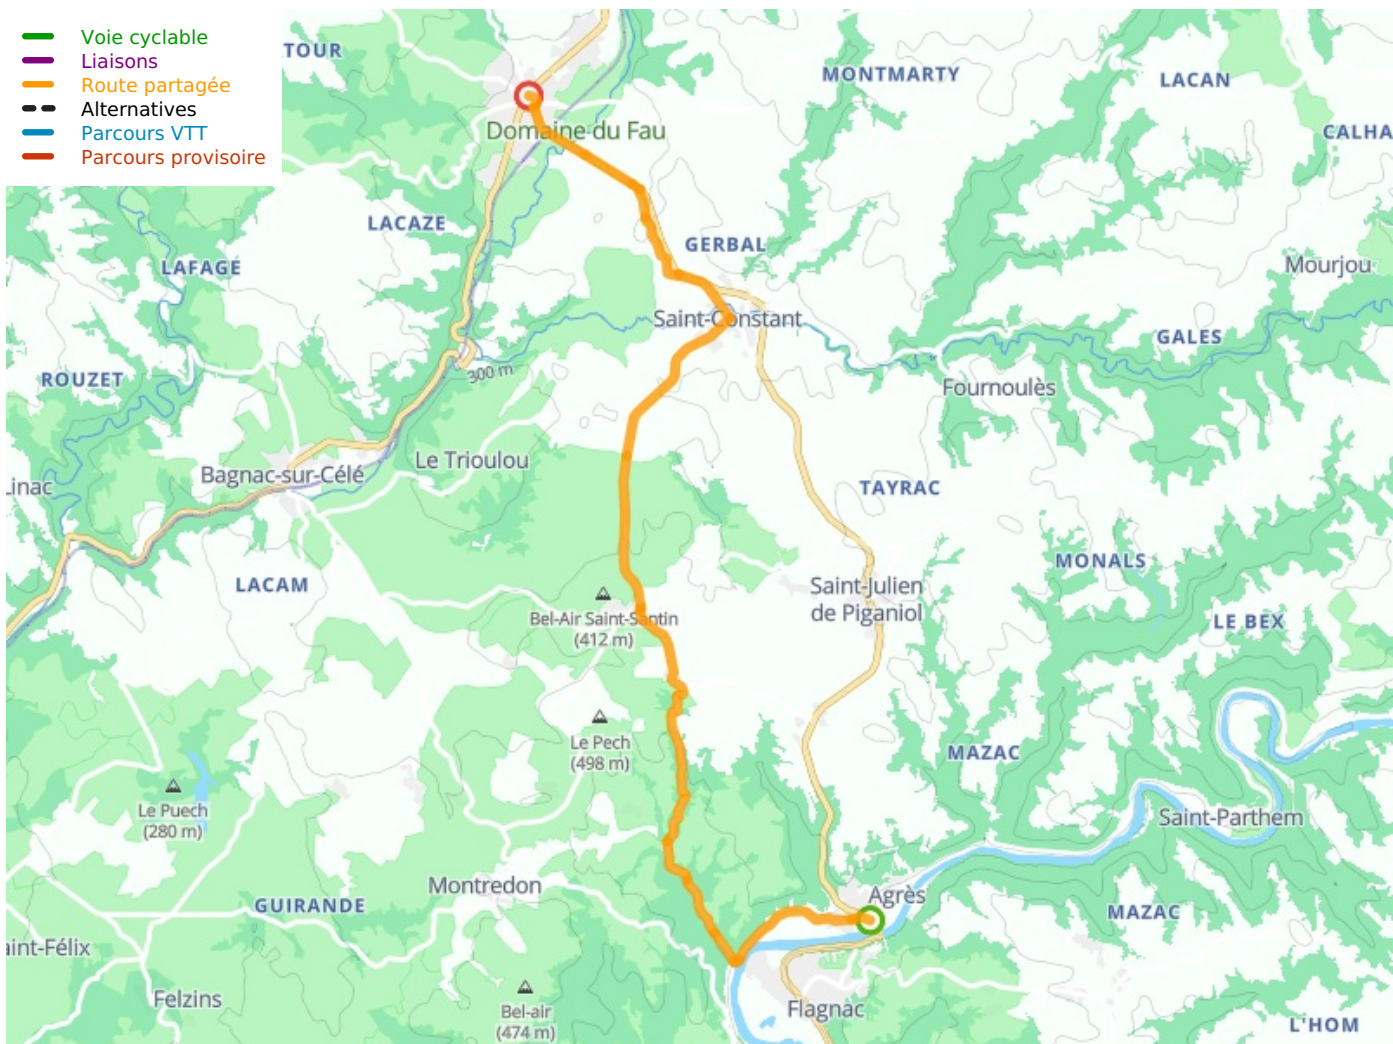 Voie cyclable
Liaisons
Route partagée
Alternatives
Parcours VTT
Parcours provisoire
TOUR
MONTMARTY
LACAN
Domaine du Fau
CALHA
LACAZE
GERBAL
LAFAGE
Mourjou
Saint-Constant
GALES
300 m
ROUZET
Fournoulès
Le Trioulou
Bagnac-sur-Célé
Linac
TAYRAC
MONALS
LACAM
Saint-Julien
de Piganiol
Bel-Air Saint-Santin
(412 m)
LE BEX
Le Pech
(498 m)
MAZAC
Le Puech
(280 m)
Saint-Parthem
Montredon
Agrès
GUIRANDE
MAZAC
aint-Félix
Felzins
Bel-air
(474 m)
Flagnac
L'HOM